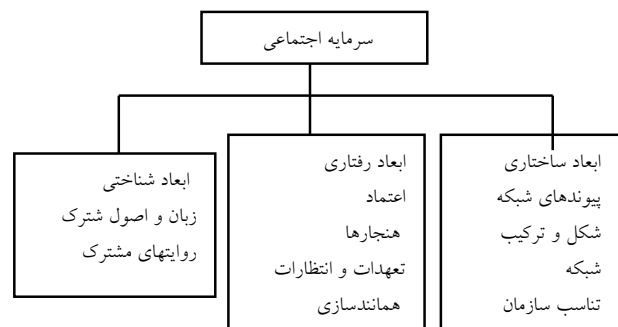 سرمایه اجتماعی
ابعاد ساختاری
پیوندهای شبکه
شکل و ترکیب
شبکه
تناسب سازمان
ابعاد رفتاری
اعتماد
هنجارها
تعهدات و انتظارات
همانندسازی
ابعاد شناختی
زبان و اصول شترک
روایتهای مشترک